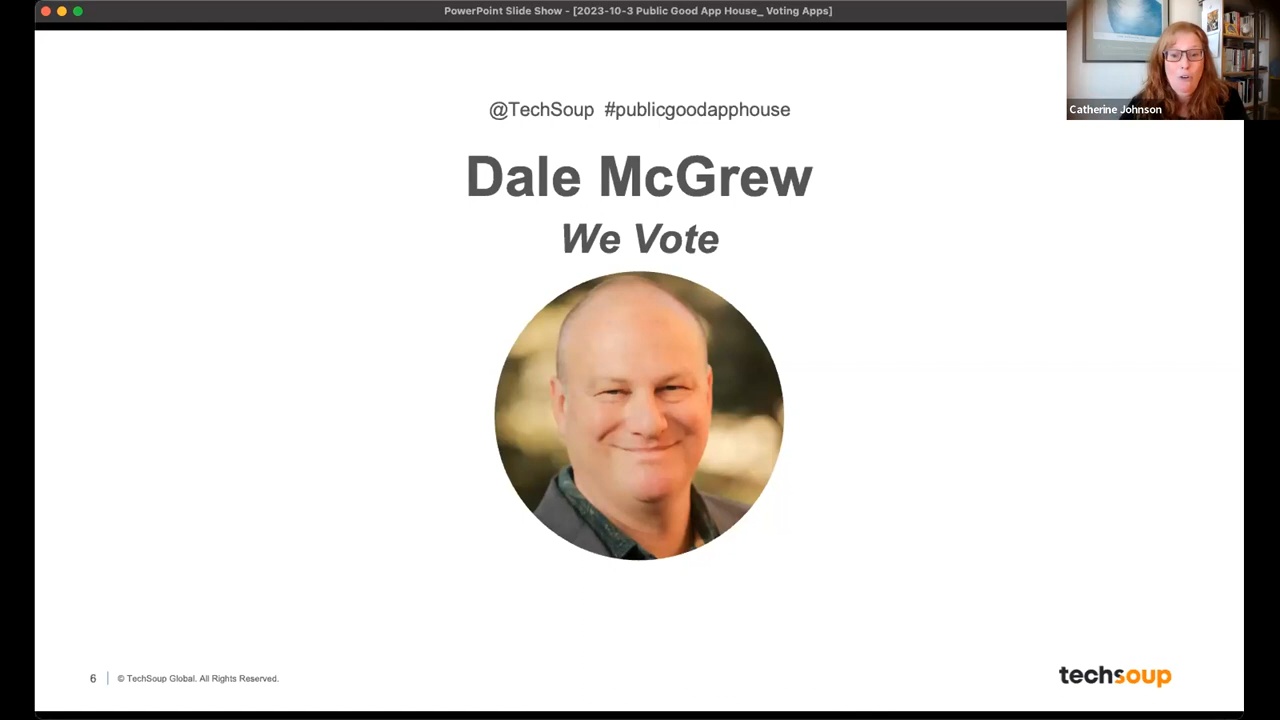 PowerPoint Slide Show - [2023-10-3 Public Good App House_ Voting Apps]
Catherine Johnson
@TechSoup #publicgoodapphouse
Dale McGrew
We Vote
6
© TechSoup Global. All Rights Reserved.
techsoup